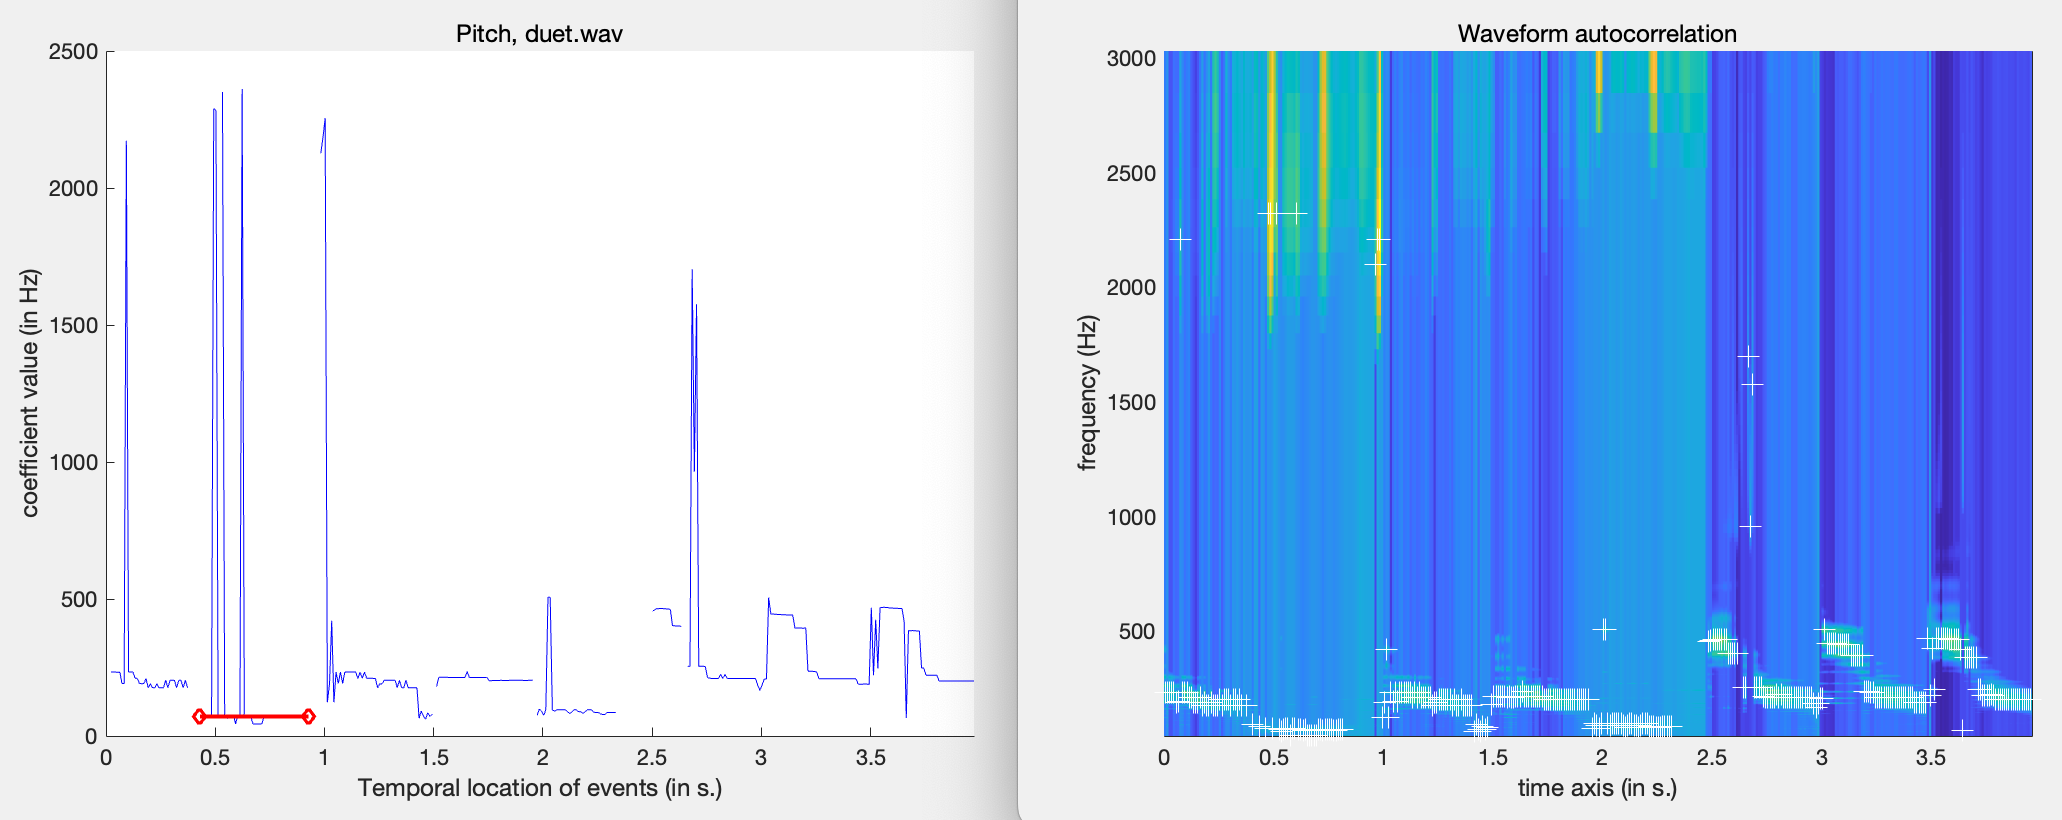 Pitch, duet.wav
2500
2000
1500
1000
500
0
coefficient value (in Hz)
0 0.5 1 1.5 2 2.5 3 3.5
Temporal location of events (in s.)
Waveform autocorrelation
3000
2500
2000
1500
1000
500
frequency (Hz)
0 0.5 1 1.5 2 2.5 3 3.5
time axis (in s.)